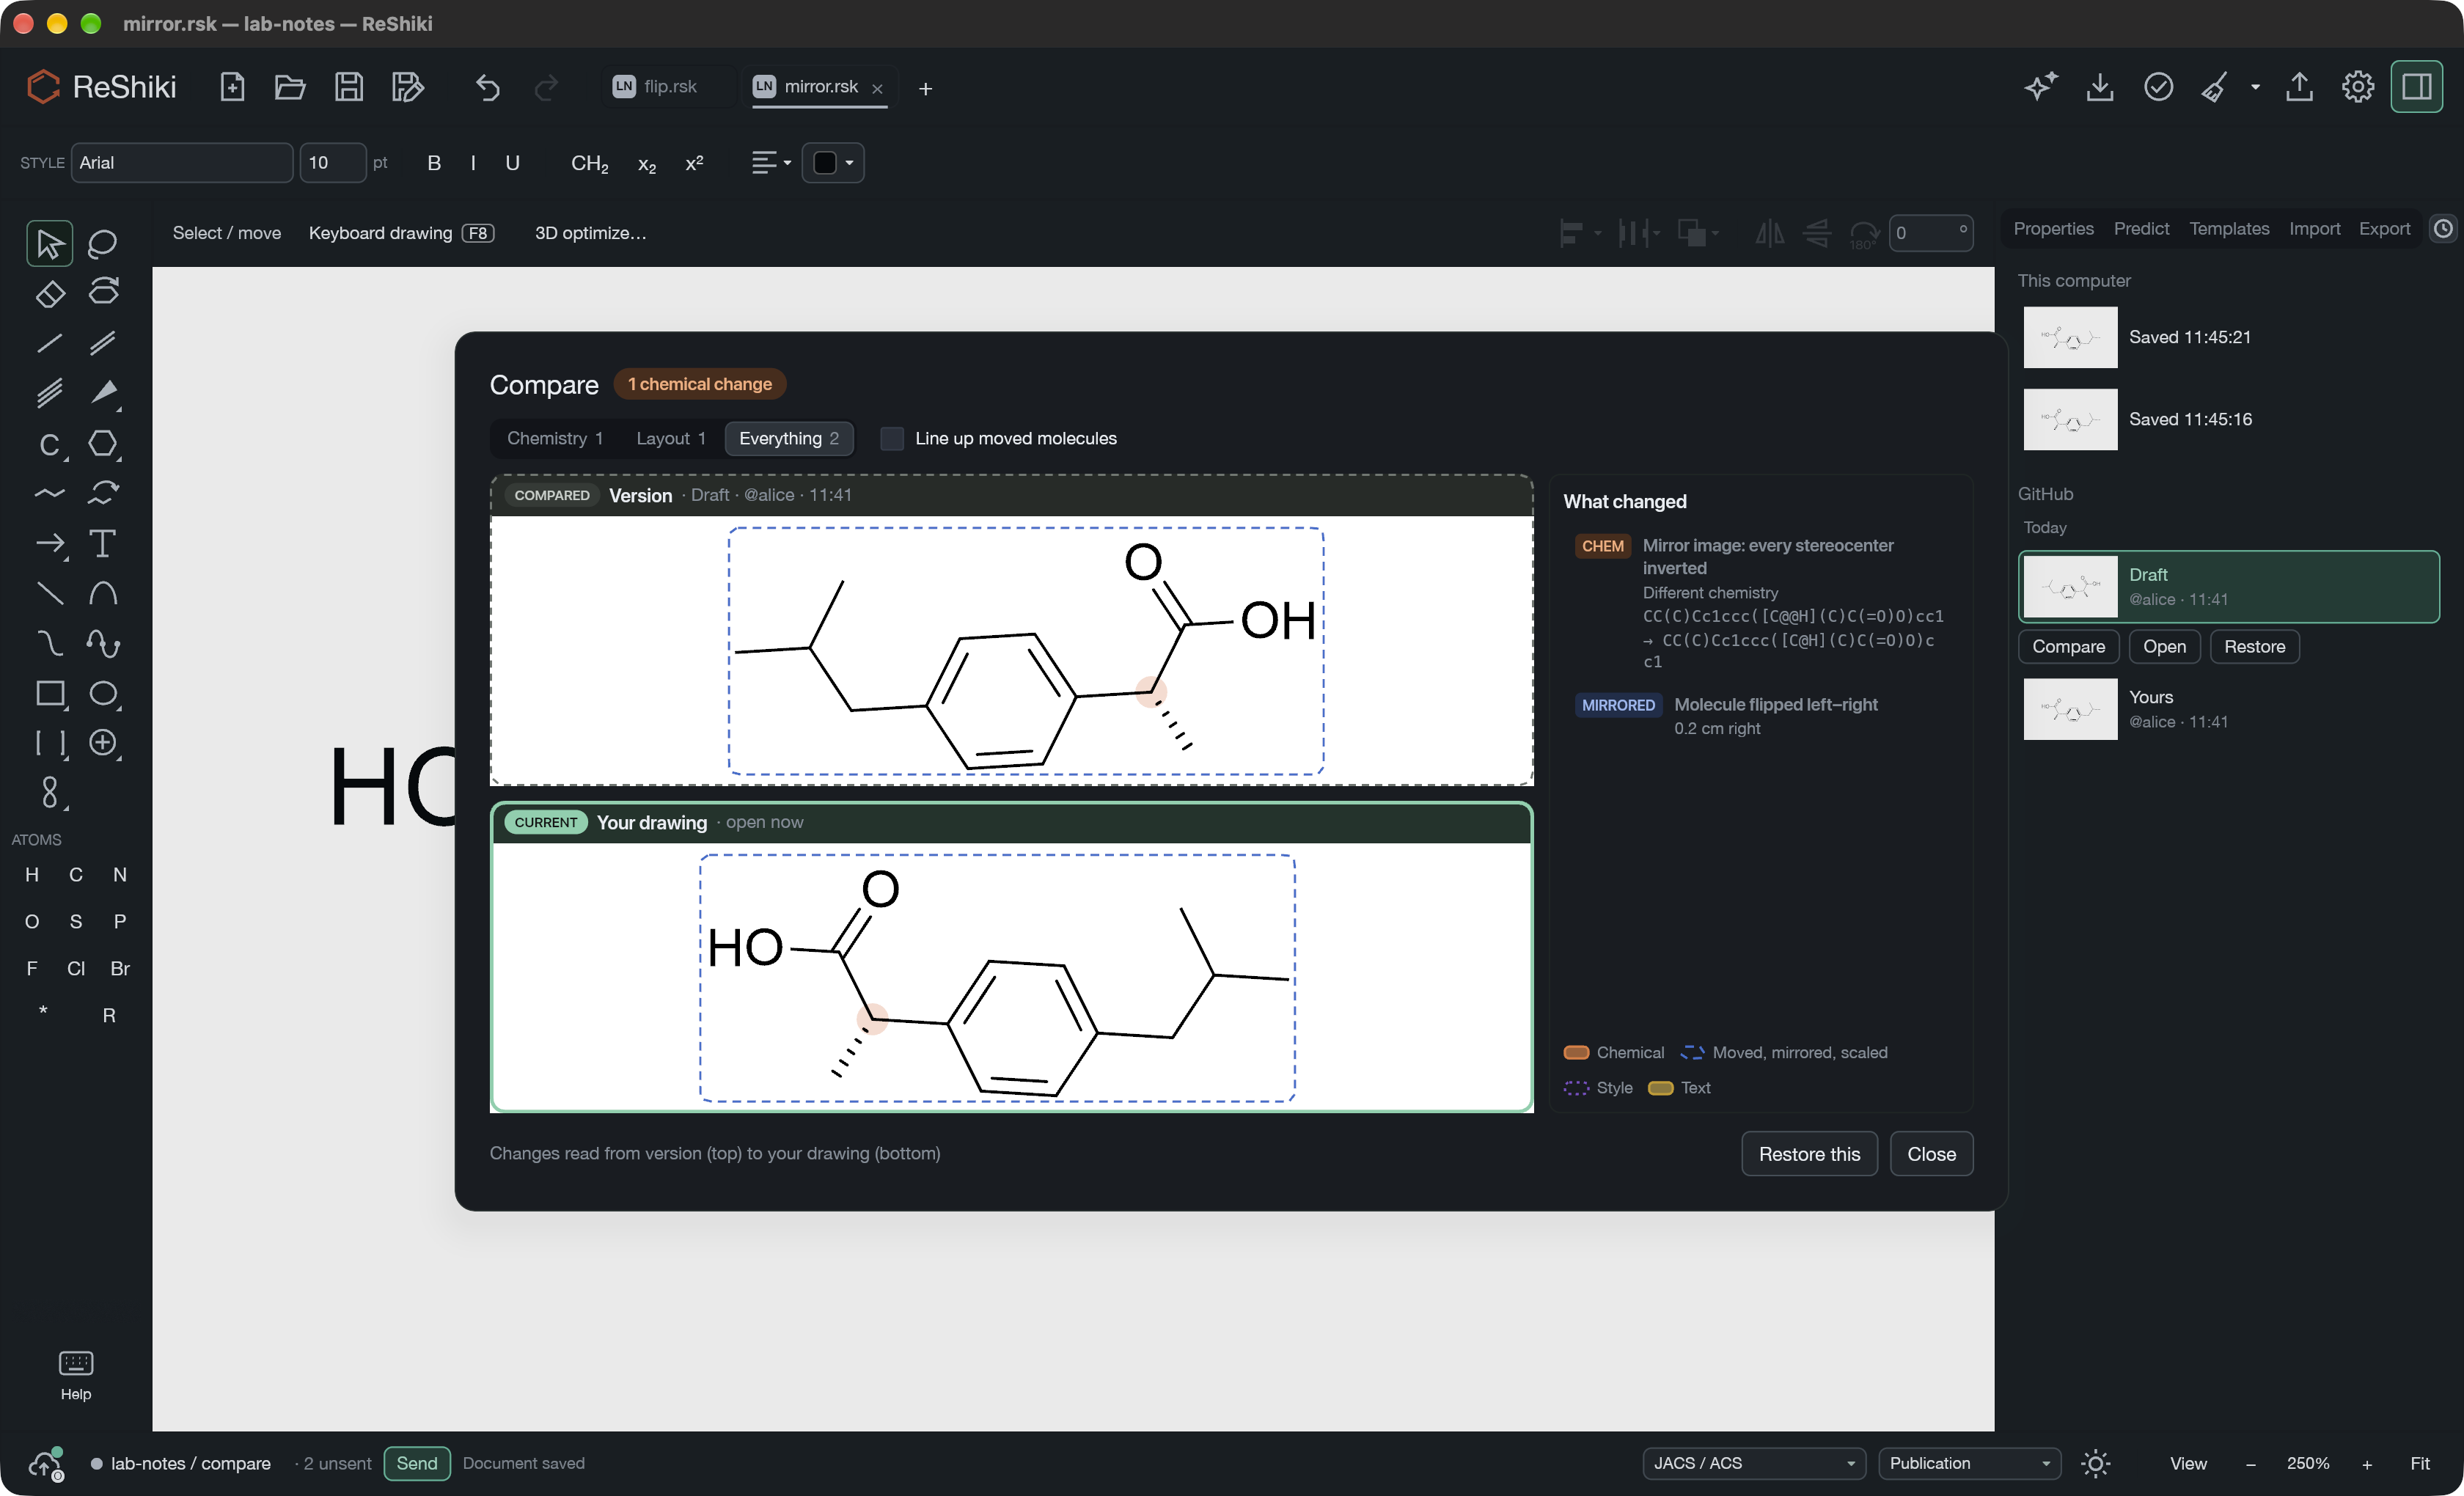 mirror.rsk — lab-notes — ReShiki
ReShiki
LN flip.rsk
LN mirror.rsk × +
STYLE Arial 10 pt B I U CH₂ x₂ x²
Select / move Keyboard drawing F8 3D optimize…
180° 0 °
Properties Predict Templates Import Export
This computer
Saved 11:45:21
Saved 11:45:16
GitHub
Today
Draft
@alice · 11:41
Compare Open Restore
Yours
@alice · 11:41
C
T
ATOMS
H C N
O S P
F Cl Br
* R
Help
HO
Compare 1 chemical change
Chemistry 1 Layout 1 Everything 2 Line up moved molecules
COMPARED Version · Draft · @alice · 11:41
O
OH
CURRENT Your drawing · open now
O
HO
What changed
CHEM Mirror image: every stereocenter
inverted
Different chemistry
CC(C)Cc1ccc([C@@H](C)C(=O)O)cc1
→ CC(C)Cc1ccc([C@H](C)C(=O)O)c
c1
MIRRORED Molecule flipped left–right
0.2 cm right
Chemical Moved, mirrored, scaled
Style Text
Changes read from version (top) to your drawing (bottom)
Restore this Close
lab-notes / compare · 2 unsent Send Document saved
JACS / ACS Publication View − 250% + Fit